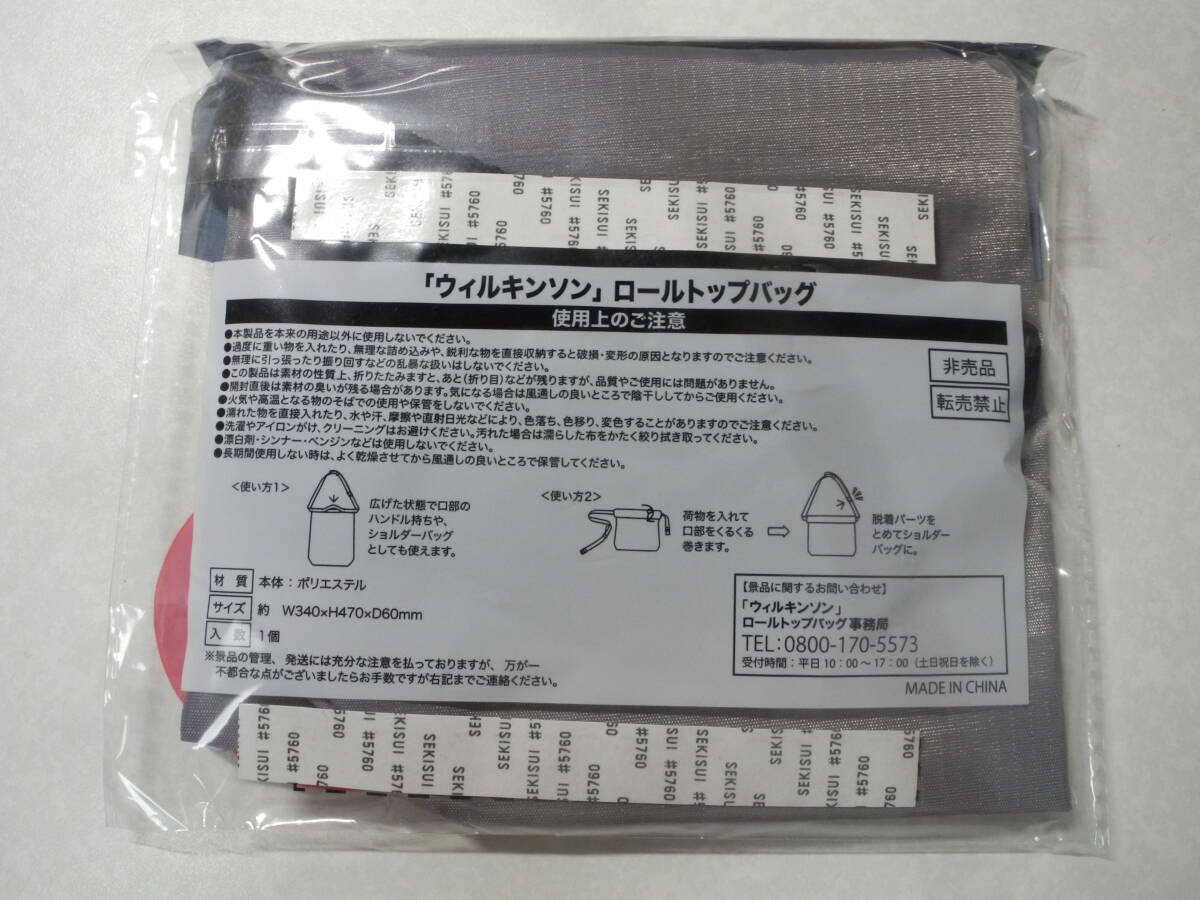 SEKISUI #5760
「ウィルキンソン」ロールトップバッグ
使用上のご注意
●本製品を本来の用途以外に使用しないでください。
●過度に重い物を入れたり、無理な詰め込みや、鋭利な物を直接収納すると破損・変形の原因となりますのでご注意ください。
●無理に引っ張ったり振り回すなどの乱暴な扱いはしないでください。
●この製品は素材の性質上、折りたたみますと、あと(折り目)などが残りますが、品質やご使用には問題がありません。
●開封直後は素材の臭いが残る場合があります。気になる場合は風通しの良いところで陰干ししてからご使用ください。
●火気や高温となる物のそばでの使用や保管をしないでください。
●濡れた物を直接入れたり、水や汗、摩擦や直射日光などにより、色落ち、色移り、変色することがありますのでご注意ください。
●洗濯やアイロンがけ、クリーニングはお避けください。汚れた場合は濡らした布をかたく絞り拭き取ってください。
●漂白剤・シンナー・ベンジンなどは使用しないでください。
●長期間使用しない時は、よく乾燥させてから風通しの良いところで保管してください。
非売品
転売禁止
<使い方1>
広げた状態で口部の
ハンドル持ちや、
ショルダーバッグ
としても使えます。
<使い方2>
荷物を入れて
口部をくるくる
巻きます。
脱着パーツを
とめてショルダー
バッグに。
材 質 本体：ポリエステル
サイズ 約 W340×H470×D60mm
入 数 1個
※景品の管理、発送には充分な注意を払っておりますが、万が一
不都合な点がございましたらお手数ですが右記までご連絡ください。
【景品に関するお問い合わせ】
「ウィルキンソン」
ロールトップバッグ事務局
TEL:0800-170-5573
受付時間：平日10：00～17：00（土日祝日を除く）
MADE IN CHINA
SEKISUI #5760